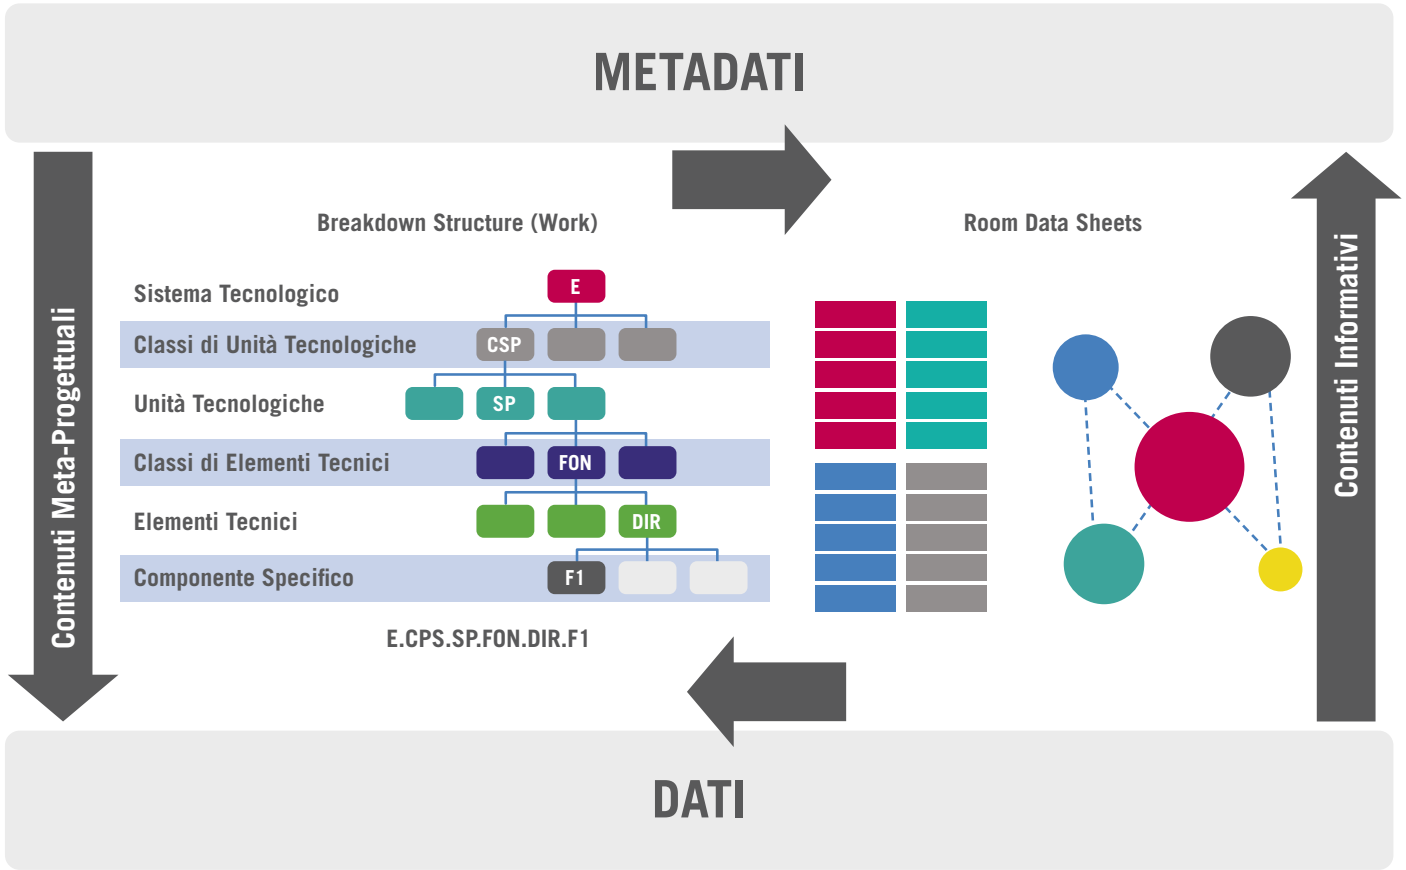 METADATI
Breakdown Structure (Work)
Room Data Sheets
Contenuti Meta-Progettuali
Contenuti Informativi
Sistema Tecnologico
E
Classi di Unità Tecnologiche
CSP
Unità Tecnologiche
SP
Classi di Elementi Tecnici
FON
Elementi Tecnici
DIR
Componente Specifico
F1
E.CPS.SP.FON.DIR.F1
DATI